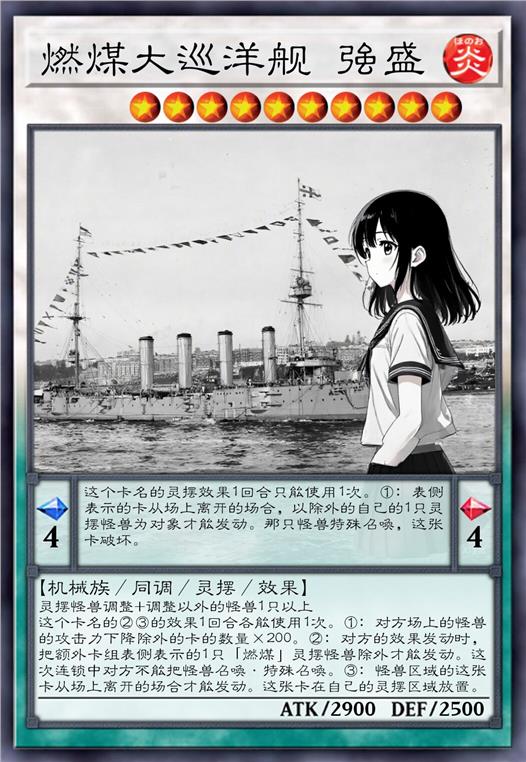 燃煤大巡洋舰 強盛
ほのお
炎
这个卡名的灵摆效果1回合只能使用1次。①：表侧
表示的卡从场上离开的场合，以除外的自己的1只灵
摆怪兽为对象才能发动。那只怪兽特殊召唤，这张
卡破坏。
4
4
【机械族／同调／灵摆／效果】
灵摆怪兽调整+调整以外的怪兽1只以上
这个卡名的②③的效果1回合各能使用1次。①：对方场上的怪兽
的攻击力下降除外的卡的数量×200。②：对方的效果发动时，
把额外卡组表侧表示的1只「燃煤」灵摆怪兽除外才能发动。这
次连锁中对方不能把怪兽召唤·特殊召唤。③：怪兽区域的这张
卡从场上离开的场合才能发动。这张卡在自己的灵摆区域放置。
ATK/2900 DEF/2500